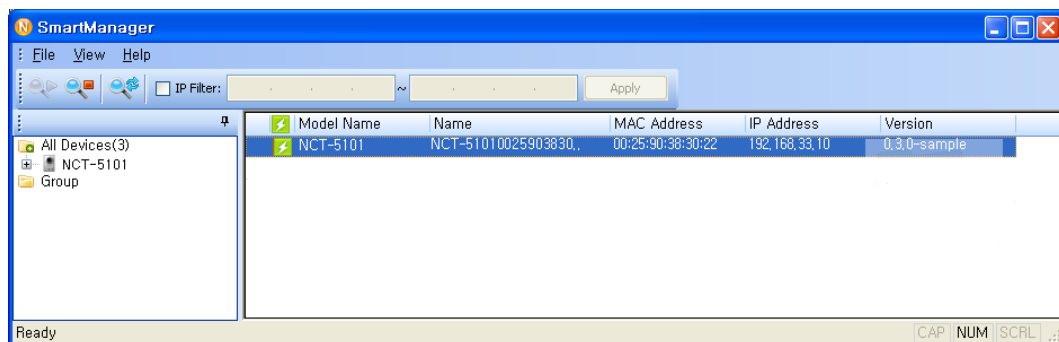 SmartManager
File View Help
IP Filter: . . . ~ . . . Apply
Model Name Name MAC Address IP Address Version
All Devices(3)
NCT-5101 NCT-51010025903830.. 00:25:90:38:30:22 192.168.33.10 0.3.0-sample
NCT-5101
Group
Ready CAP NUM SCRL